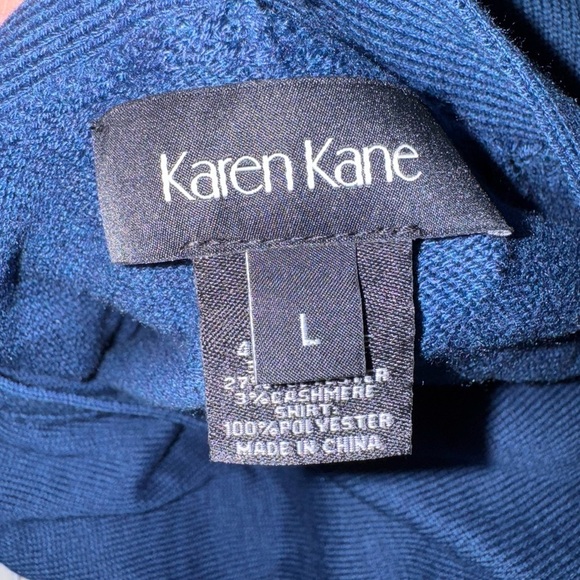 Karen Kane
L
3% CASHMERE
SHIRT:
100% POLYESTER
MADE IN CHINA